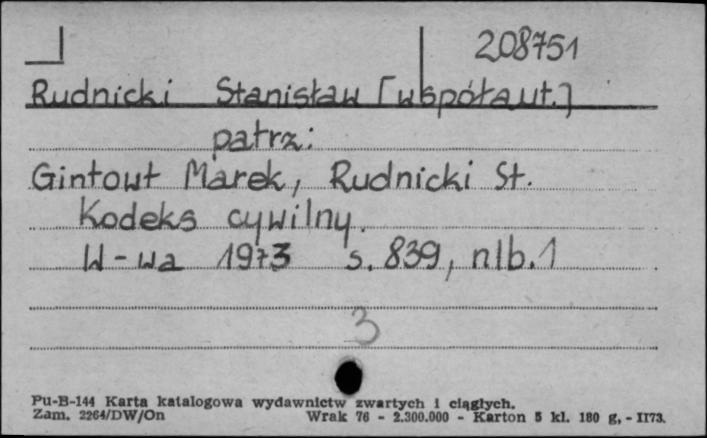 208751
Rudnicki Stanisław [współaut.]
patrz:
Gintowt Marek, Rudnicki St.
Kodeks cywilny.
W-wa 1973 s. 839, nlb. 1
3
Pu-B-144 Karta katalogowa wydawnictw zwartych i ciągłych.
Zam. 2264/DW/On Wrak 76 - 2.300.000 - Karton 5 kl. 180 g, - II73.